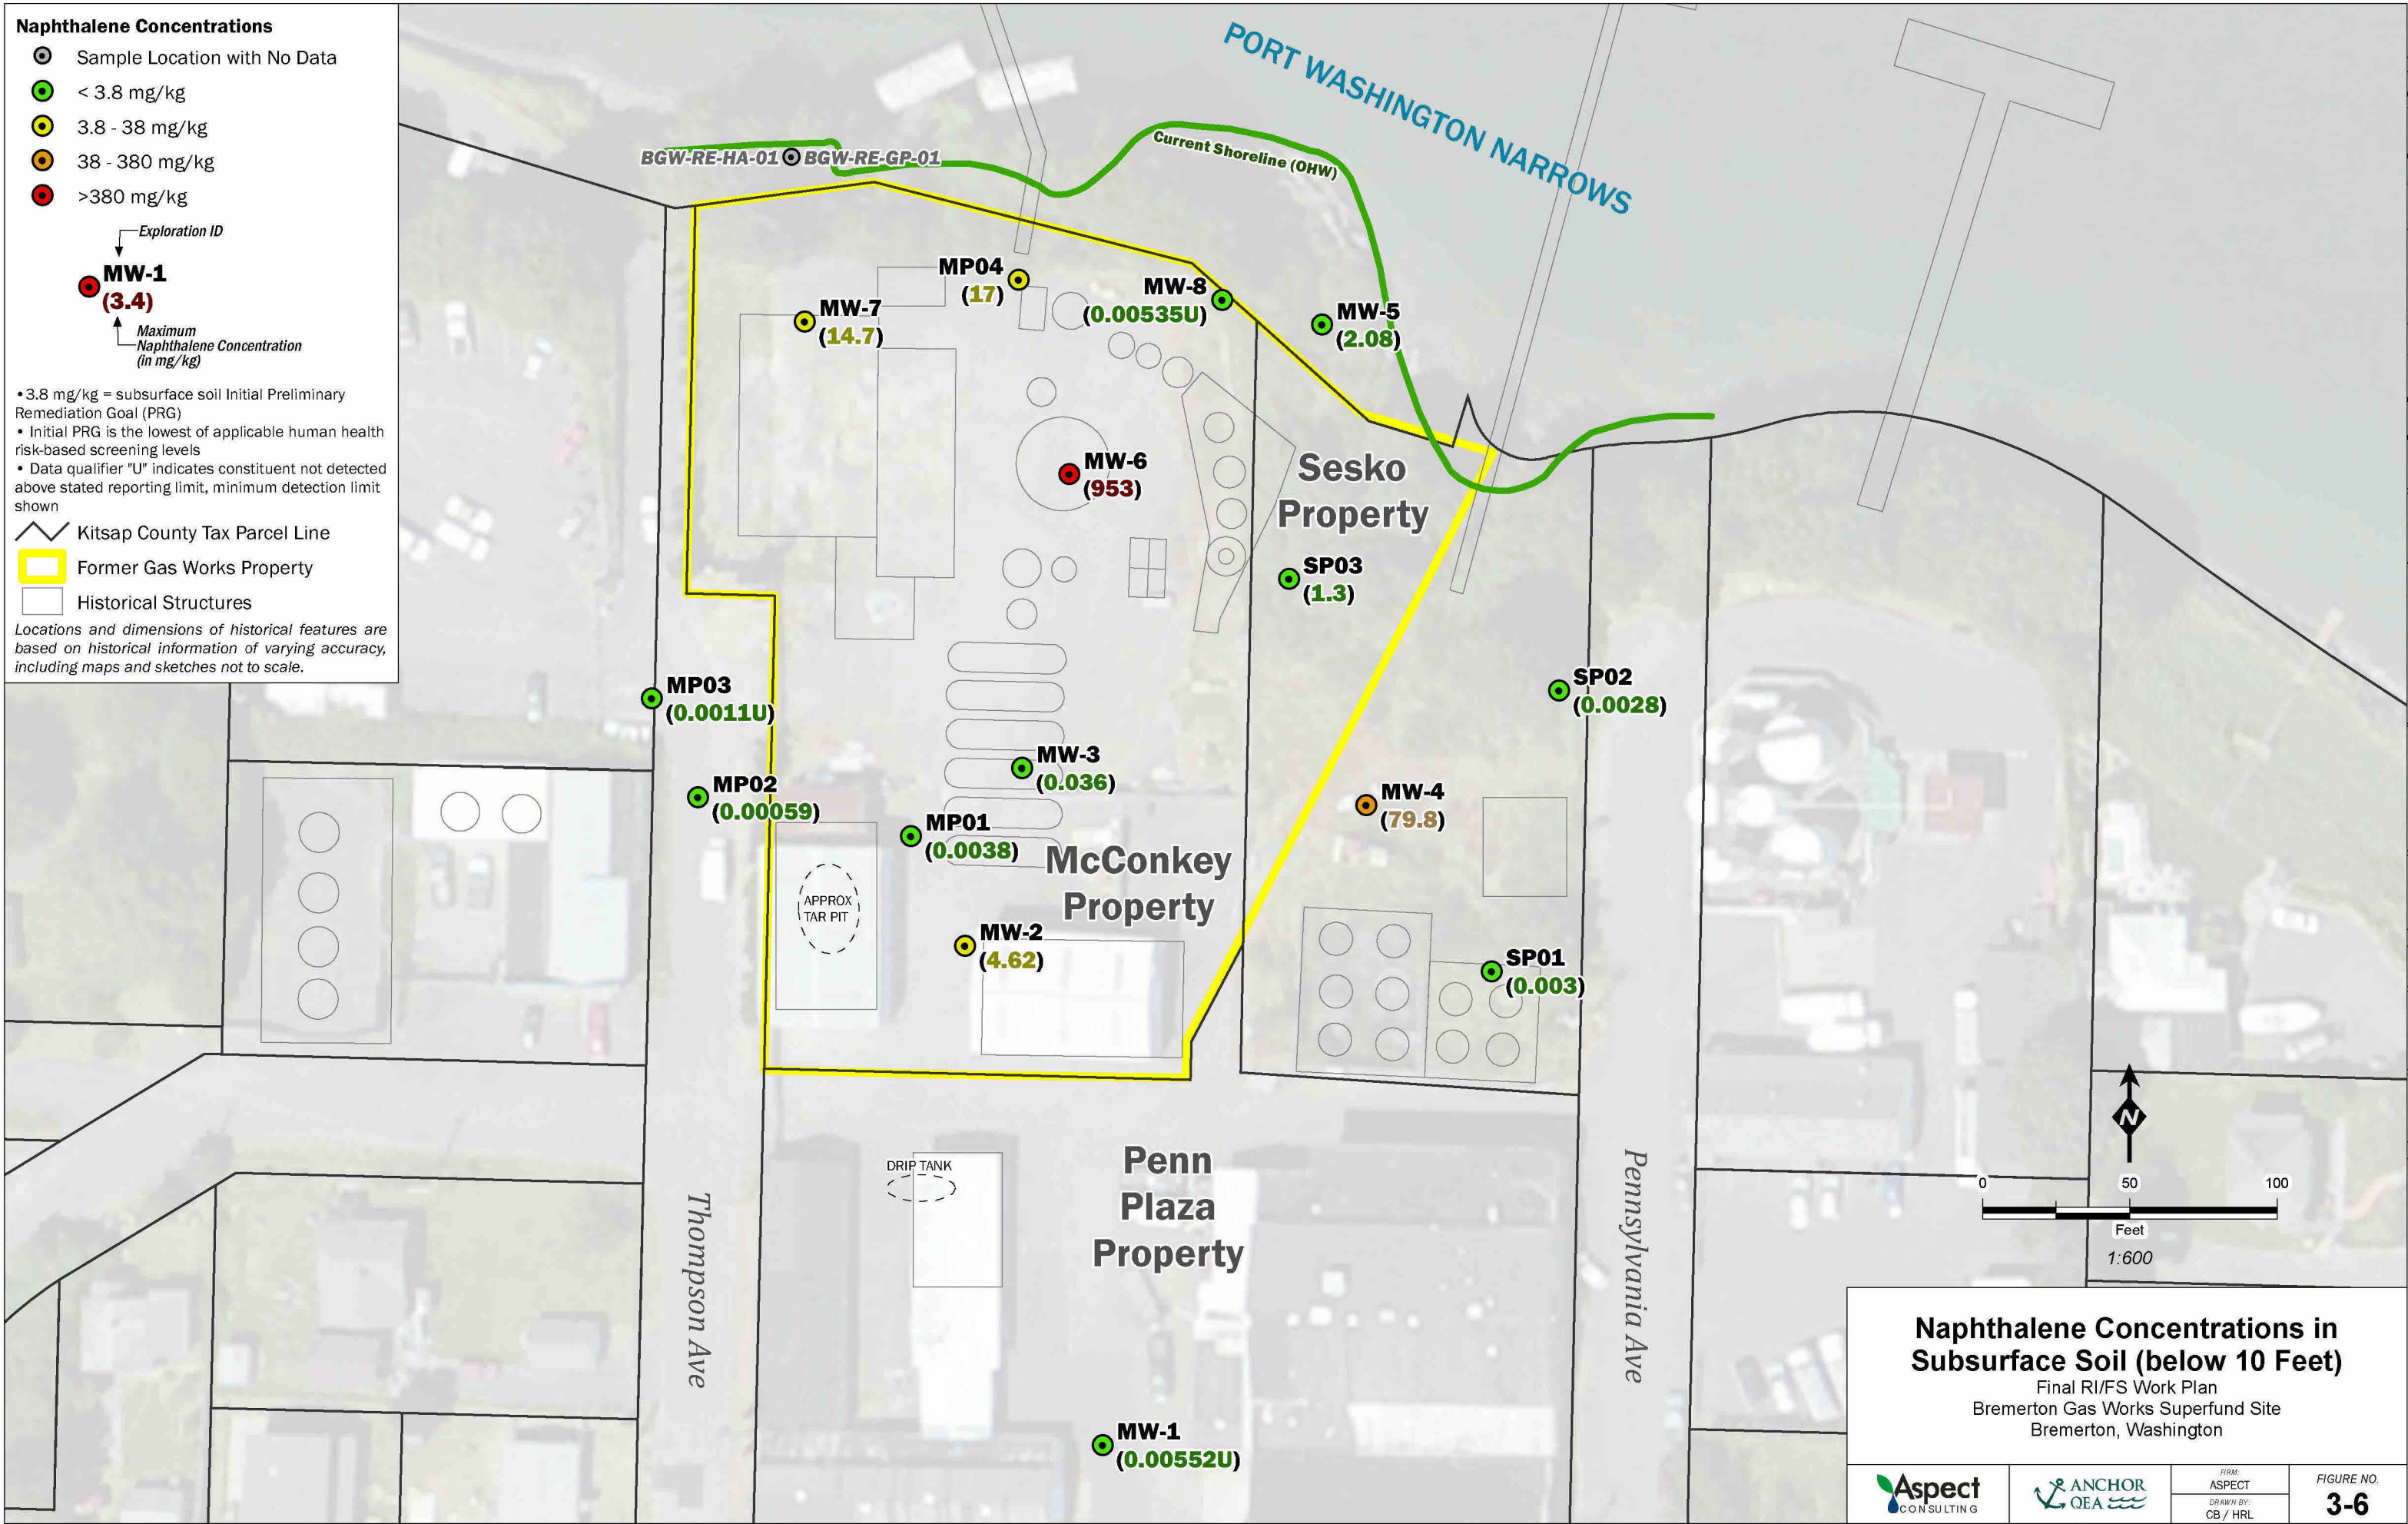 Naphthalene Concentrations
Sample Location with No Data
< 3.8 mg/kg
3.8 - 38 mg/kg
38 - 380 mg/kg
>380 mg/kg
Exploration ID
MW-1
(3.4)
Maximum
Naphthalene Concentration
(in mg/kg)
•3.8 mg/kg = subsurface soil Initial Preliminary
Remediation Goal (PRG)
• Initial PRG is the lowest of applicable human health
risk-based screening levels
• Data qualifier "U" indicates constituent not detected
above stated reporting limit, minimum detection limit
shown
Kitsap County Tax Parcel Line
Former Gas Works Property
Historical Structures
Locations and dimensions of historical features are
based on historical information of varying accuracy,
including maps and sketches not to scale.
PORT WASHINGTON NARROWS
Current Shoreline (OHW)
BGW-RE-HA-01
BGW-RE-GP-01
MP04
(17)
MW-8
(0.00535U)
MW-7
(14.7)
MW-5
(2.08)
MW-6
(953)
Sesko
Property
SP03
(1.3)
MP03
(0.0011U)
SP02
(0.0028)
MW-3
(0.036)
MP02
(0.00059)
MW-4
(79.8)
MP01
(0.0038)
McConkey
Property
APPROX
TAR PIT
MW-2
(4.62)
SP01
(0.003)
DRIP TANK
Penn
Plaza
Property
Thompson Ave
Pennsylvania Ave
MW-1
(0.00552U)
N
0 50 100
Feet
1:600
Naphthalene Concentrations in
Subsurface Soil (below 10 Feet)
Final RI/FS Work Plan
Bremerton Gas Works Superfund Site
Bremerton, Washington
Aspect
CONSULTING
ANCHOR
QEA
FIRM:
ASPECT
DRAWN BY:
CB / HRL
FIGURE NO.
3-6